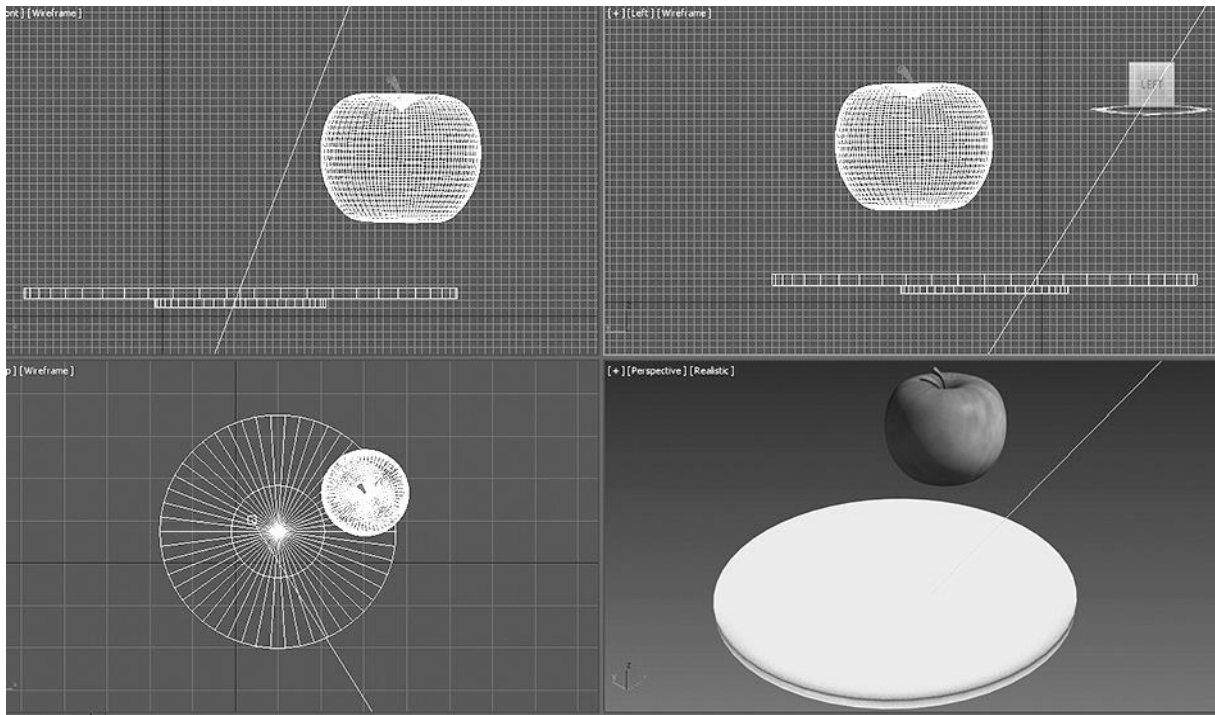 ont ] [Wireframe ]
[ + ] [Left ] [Wireframe ]
LEFT
p ] [Wireframe ]
[ + ] [Perspective ] [Realistic ]
z